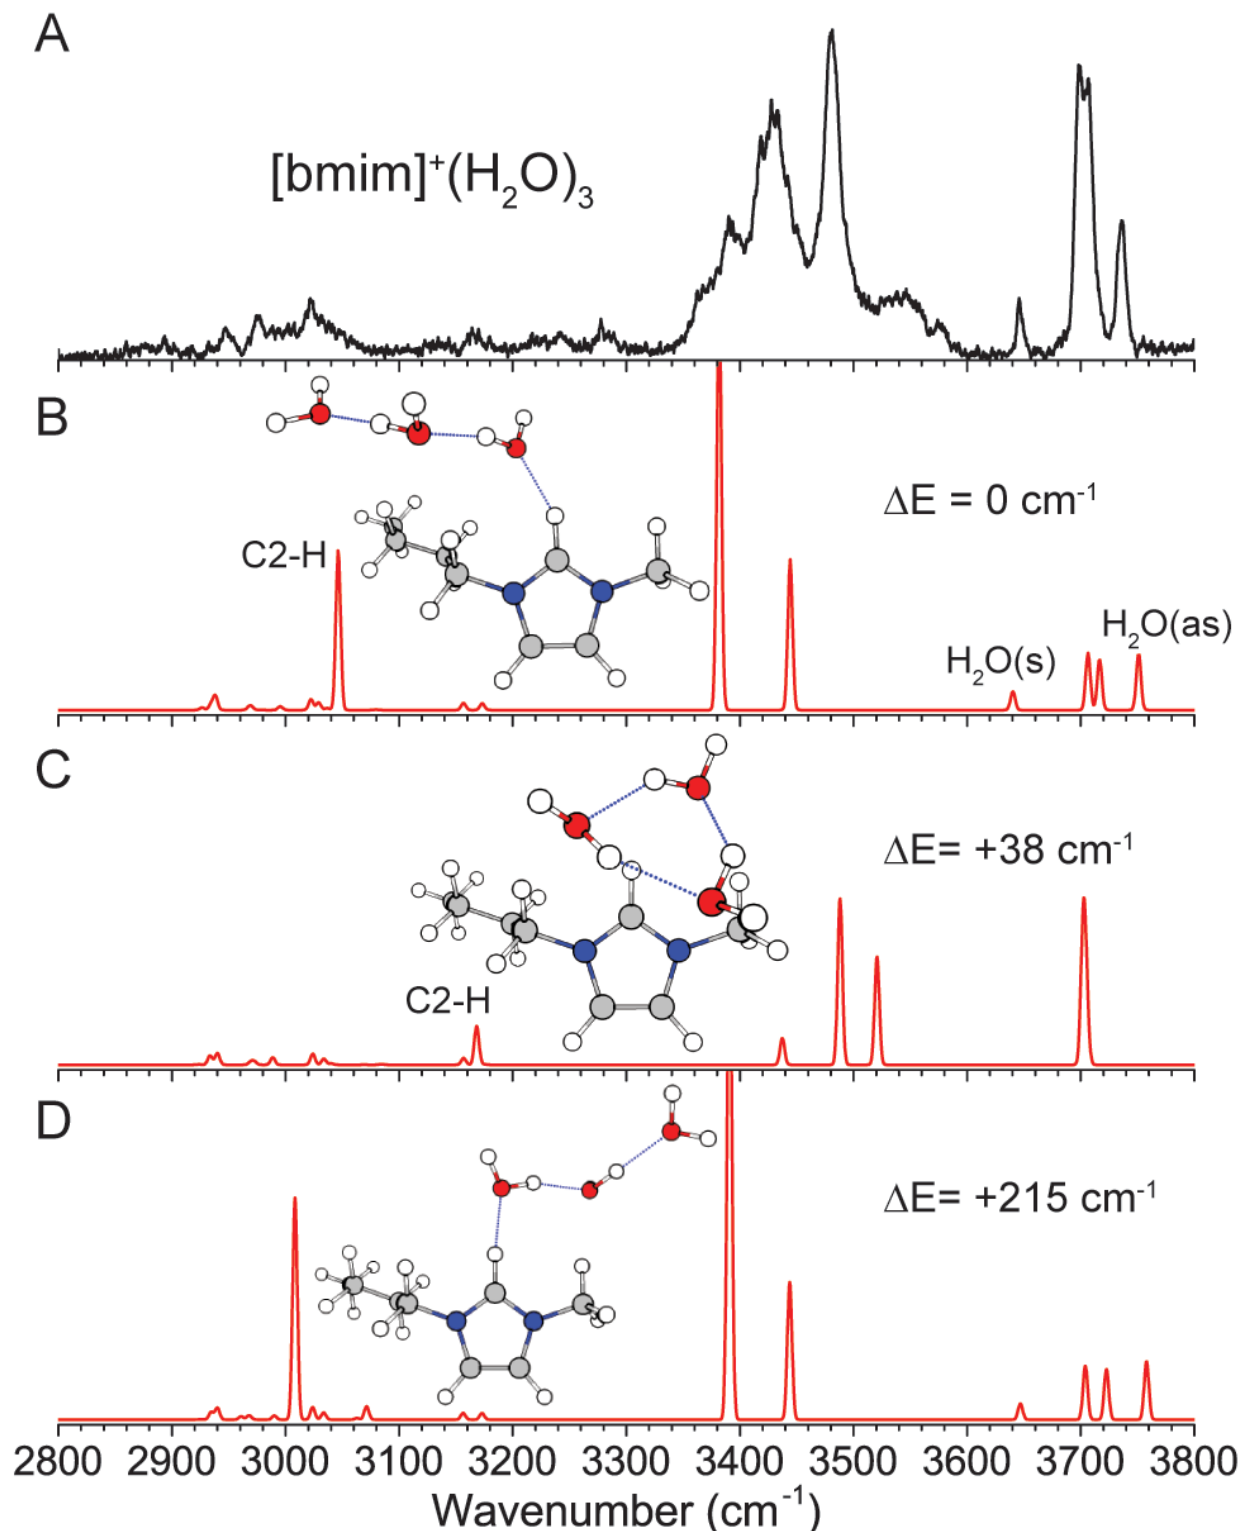 A
[bmim]⁺(H₂O)₃
B
C2-H
ΔE = 0 cm⁻¹
H₂O(s)
H₂O(as)
C
C2-H
ΔE= +38 cm⁻¹
D
ΔE= +215 cm⁻¹
2800 2900 3000 3100 3200 3300 3400 3500 3600 3700 3800
Wavenumber (cm⁻¹)